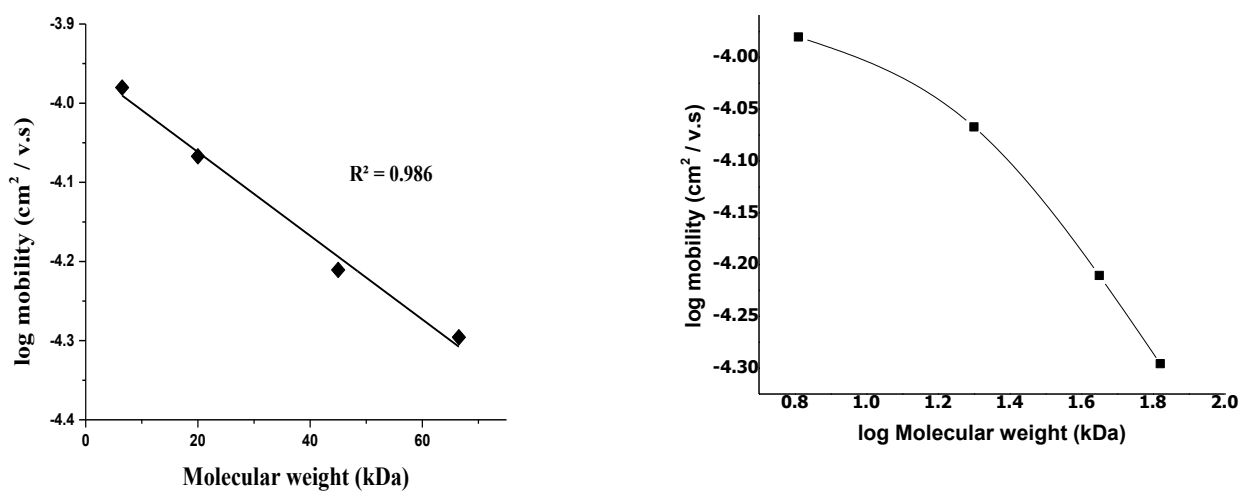 -3.9
-4.0
-4.1
-4.2
-4.3
-4.4
log mobility (cm² / v.s)
R² = 0.986
0 20 40 60
Molecular weight (kDa)
-4.00
-4.05
-4.10
-4.15
-4.20
-4.25
-4.30
log mobility (cm² / v.s)
0.8 1.0 1.2 1.4 1.6 1.8 2.0
log Molecular weight (kDa)